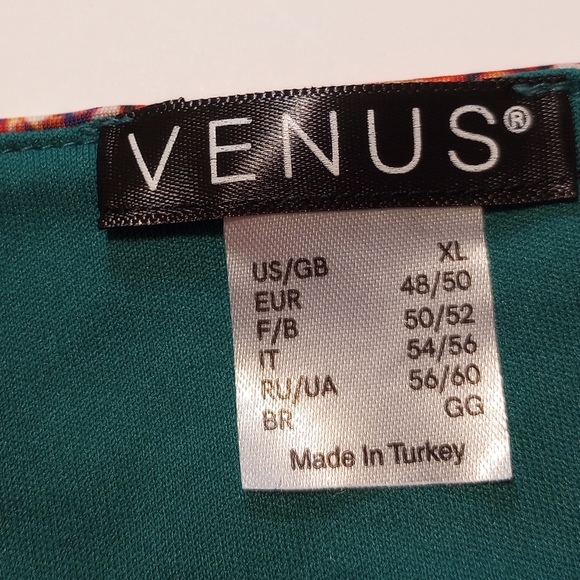 VENUS®
US/GB XL
EUR 48/50
F/B 50/52
IT 54/56
RU/UA 56/60
BR GG
Made In Turkey